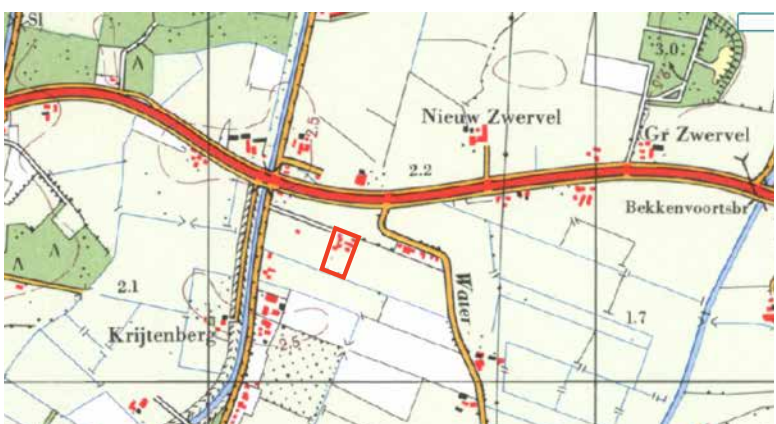 Sl
3.0
Nieuw Zwervel
2.5
Gr Zwervel
2.2
Bekkenvoortsbr
2.1
Water
1.7
Krijtenberg
2.5